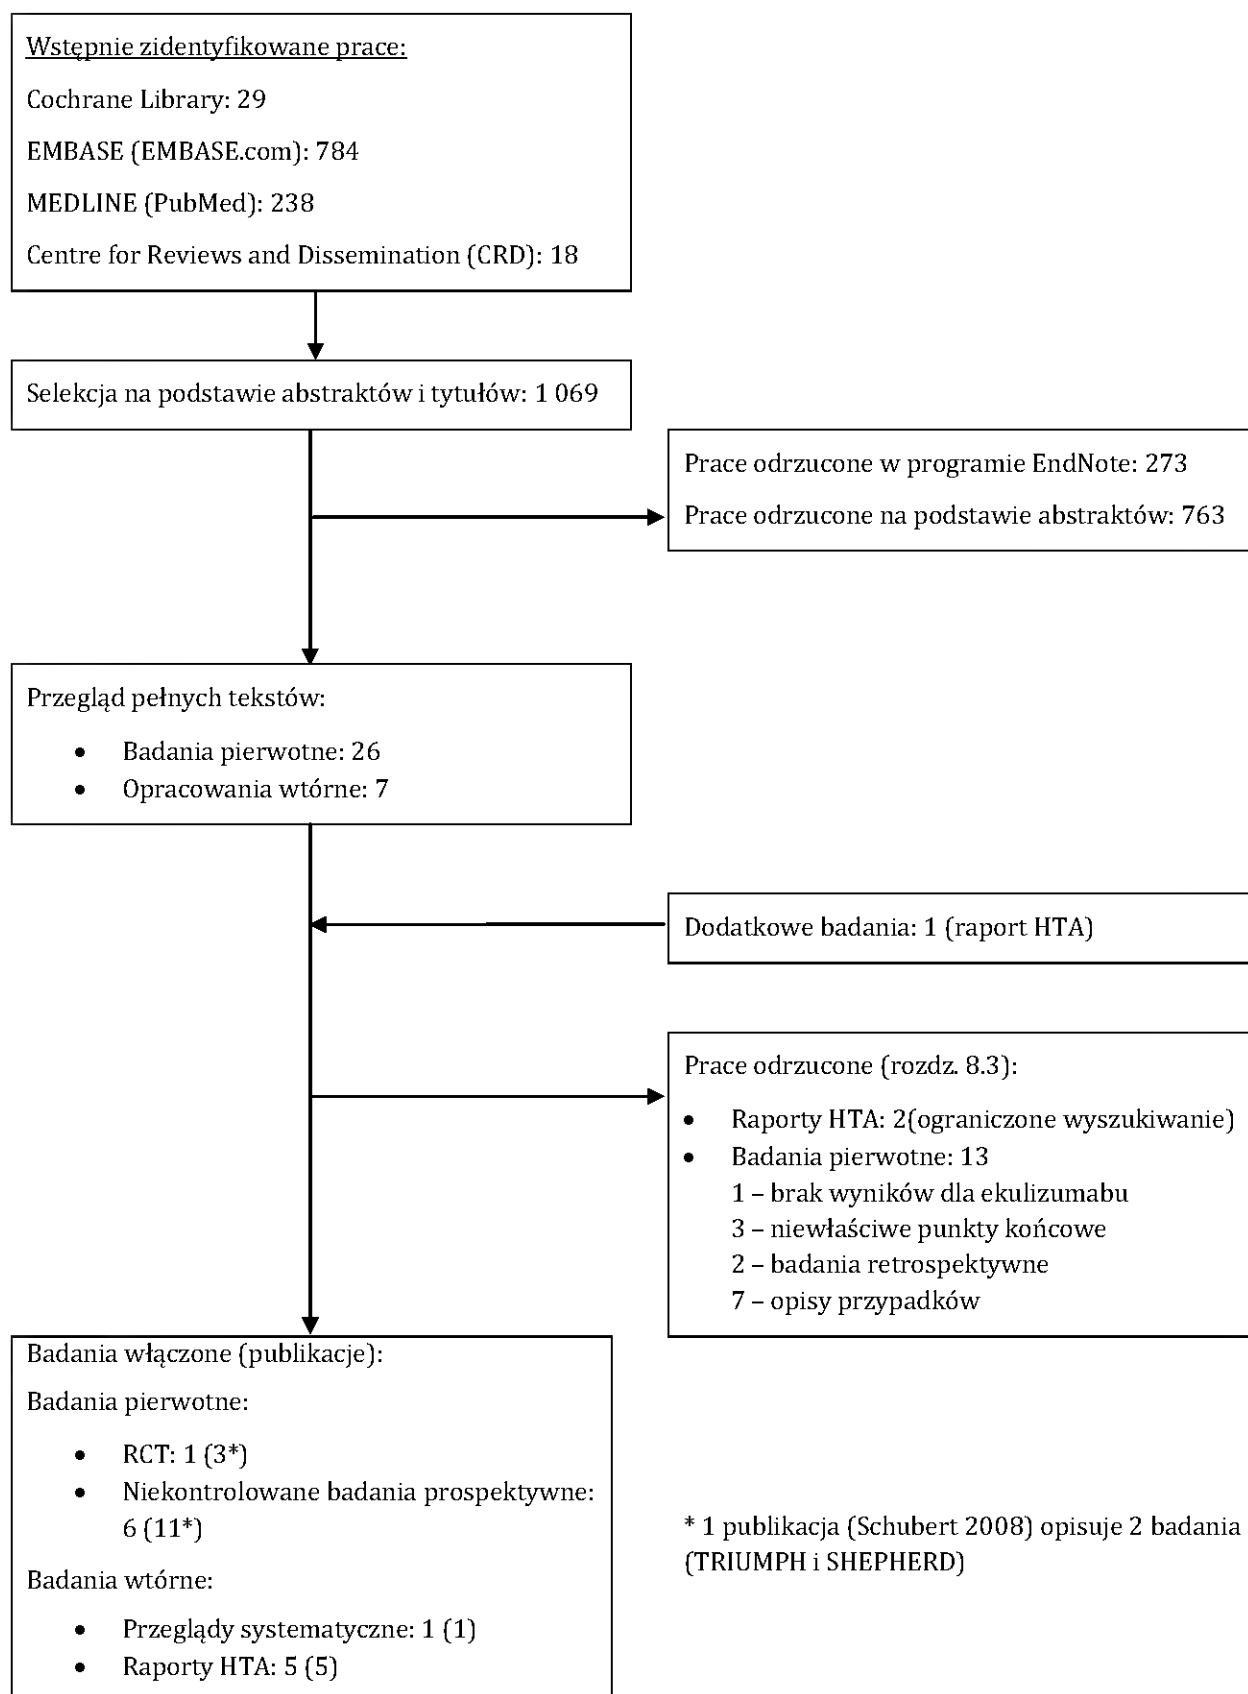 Wstępnie zidentyfikowane prace:
Cochrane Library: 29
EMBASE (EMBASE.com): 784
MEDLINE (PubMed): 238
Centre for Reviews and Dissemination (CRD): 18
Selekcja na podstawie abstraktów i tytułów: 1 069
Prace odrzucone w programie EndNote: 273
Prace odrzucone na podstawie abstraktów: 763
Przegląd pełnych tekstów:
• Badania pierwotne: 26
• Opracowania wtórne: 7
Dodatkowe badania: 1 (raport HTA)
Prace odrzucone (rozdz. 8.3):
• Raporty HTA: 2(ograniczone wyszukiwanie)
• Badania pierwotne: 13
1 – brak wyników dla ekulizumabu
3 – niewłaściwe punkty końcowe
2 – badania retrospektywne
7 – opisy przypadków
Badania włączone (publikacje):
Badania pierwotne:
• RCT: 1 (3*)
• Niekontrolowane badania prospektywne:
6 (11*)
Badania wtórne:
• Przeglądy systematyczne: 1 (1)
• Raporty HTA: 5 (5)
* 1 publikacja (Schubert 2008) opisuje 2 badania
(TRIUMPH i SHEPHERD)